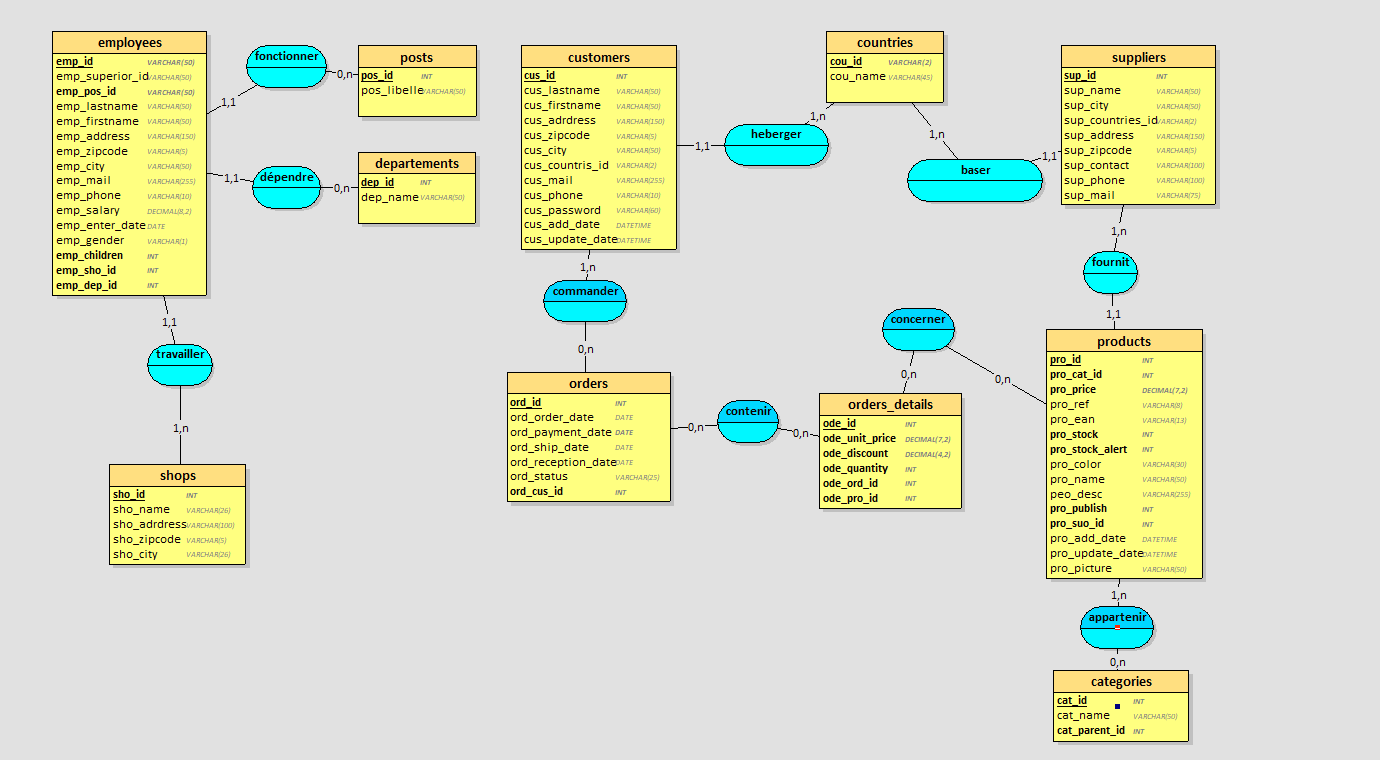 employees
emp_id VARCHAR(50)
emp_superior_id VARCHAR(50)
emp_pos_id VARCHAR(50)
emp_lastname VARCHAR(50)
emp_firstname VARCHAR(50)
emp_address VARCHAR(150)
emp_zipcode VARCHAR(5)
emp_city VARCHAR(50)
emp_mail VARCHAR(255)
emp_phone VARCHAR(10)
emp_salary DECIMAL(8,2)
emp_enter_date DATE
emp_gender VARCHAR(1)
emp_children INT
emp_sho_id INT
emp_dep_id INT
1,1
fonctionner
0,n
posts
pos_id INT
pos_libelle VARCHAR(50)
1,1
dépendre
0,n
departements
dep_id INT
dep_name VARCHAR(50)
1,1
travailler
1,n
shops
sho_id INT
sho_name VARCHAR(26)
sho_adrdress VARCHAR(100)
sho_zipcode VARCHAR(5)
sho_city VARCHAR(26)
customers
cus_id INT
cus_lastname VARCHAR(50)
cus_firstname VARCHAR(50)
cus_adrdress VARCHAR(150)
cus_zipcode VARCHAR(5)
cus_city VARCHAR(50)
cus_countris_id VARCHAR(2)
cus_mail VARCHAR(255)
cus_phone VARCHAR(10)
cus_password VARCHAR(60)
cus_add_date DATETIME
cus_update_date DATETIME
1,1
heberger
1,n
countries
cou_id VARCHAR(2)
cou_name VARCHAR(45)
1,n
baser
1,1
suppliers
sup_id INT
sup_name VARCHAR(50)
sup_city VARCHAR(50)
sup_countries_id VARCHAR(2)
sup_address VARCHAR(150)
sup_zipcode VARCHAR(5)
sup_contact VARCHAR(100)
sup_phone VARCHAR(100)
sup_mail VARCHAR(75)
1,n
commander
0,n
orders
ord_id INT
ord_order_date DATE
ord_payment_date DATE
ord_ship_date DATE
ord_reception_date DATE
ord_status VARCHAR(25)
ord_cus_id INT
0,n
contenir
0,n
orders_details
ode_id INT
ode_unit_price DECIMAL(7,2)
ode_discount DECIMAL(4,2)
ode_quantity INT
ode_ord_id INT
ode_pro_id INT
0,n
concerner
0,n
1,n
fournit
1,1
products
pro_id INT
pro_cat_id INT
pro_price DECIMAL(7,2)
pro_ref VARCHAR(8)
pro_ean VARCHAR(13)
pro_stock INT
pro_stock_alert INT
pro_color VARCHAR(30)
pro_name VARCHAR(50)
peo_desc VARCHAR(255)
pro_publish INT
pro_suo_id INT
pro_add_date DATETIME
pro_update_date DATETIME
pro_picture VARCHAR(50)
1,n
appartenir
0,n
categories
cat_id INT
cat_name VARCHAR(50)
cat_parent_id INT